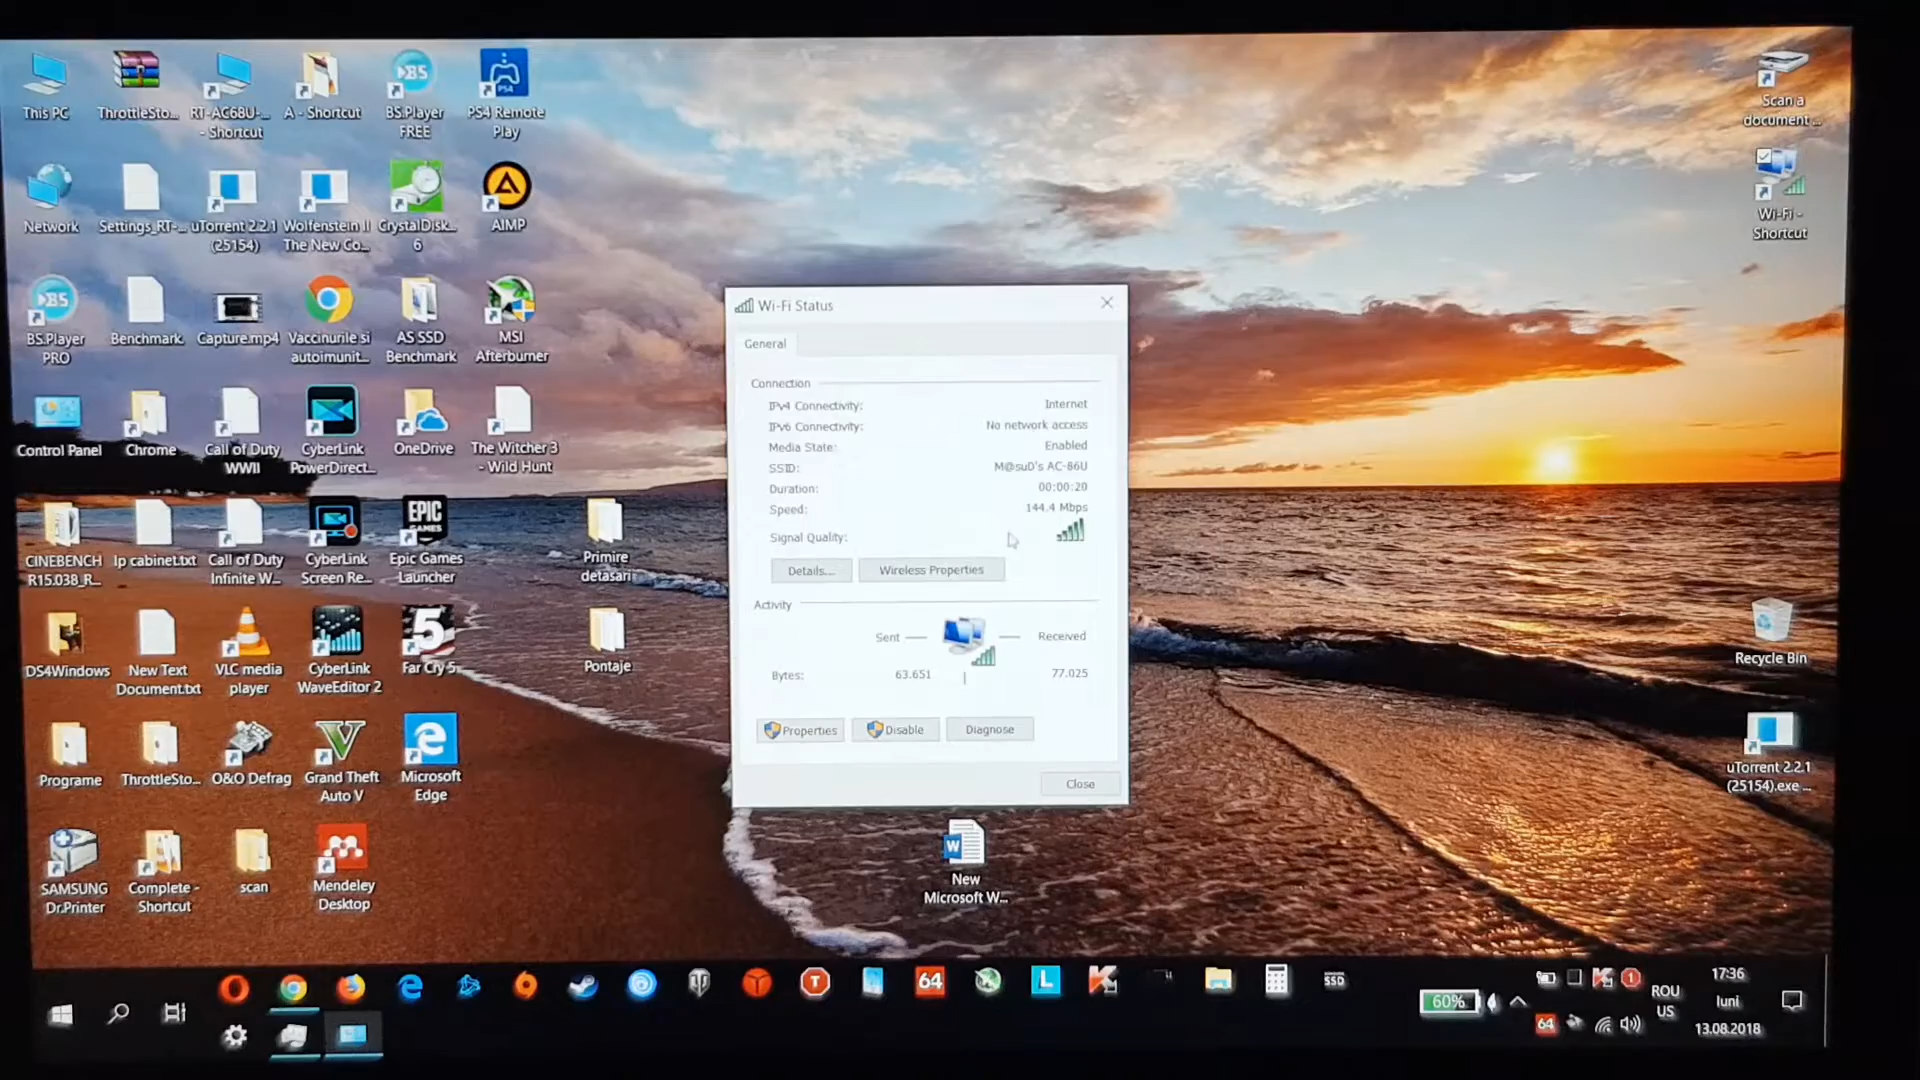 This PC
ThrottleSto...
RT-AC68U-...
- Shortcut
A - Shortcut
BS.Player
FREE
PS4 Remote
Play
Scan a
document ...
Network
Settings_RT-...
uTorrent 2.2.1
(25154)
Wolfenstein II
The New Co...
CrystalDisk...
6
AIMP
Wi-Fi -
Shortcut
BS.Player
PRO
Benchmark
Capture.mp4
Vaccinurile si
autoimunit...
AS SSD
Benchmark
MSI
Afterburner
Control Panel
Chrome
Call of Duty
WWII
CyberLink
PowerDirect...
OneDrive
The Witcher 3
- Wild Hunt
CINEBENCH
R15.038_R...
Ip cabinet.txt
Call of Duty
Infinite W...
CyberLink
Screen Re...
EPIC
GAMES
Epic Games
Launcher
Primire
detasari
DS4Windows
New Text
Document.txt
VLC media
player
CyberLink
WaveEditor 2
5
Far Cry 5
Pontaje
Programe
ThrottleSto...
O&O Defrag
Grand Theft
Auto V
Microsoft
Edge
SAMSUNG
Dr.Printer
Complete -
Shortcut
scan
Mendeley
Desktop
Wi-Fi Status
General
Connection
IPv4 Connectivity: Internet
IPv6 Connectivity: No network access
Media State: Enabled
SSID: M@suD's AC-86U
Duration: 00:00:20
Speed: 144.4 Mbps
Signal Quality:
Details...
Wireless Properties
Activity
Sent
Received
Bytes: 63.651 77.025
Properties
Disable
Diagnose
Close
New
Microsoft W...
Recycle Bin
uTorrent 2.2.1
(25154).exe ...
64
L
SSD
60%
64
ROU
US
17:36
luni
13.08.2018